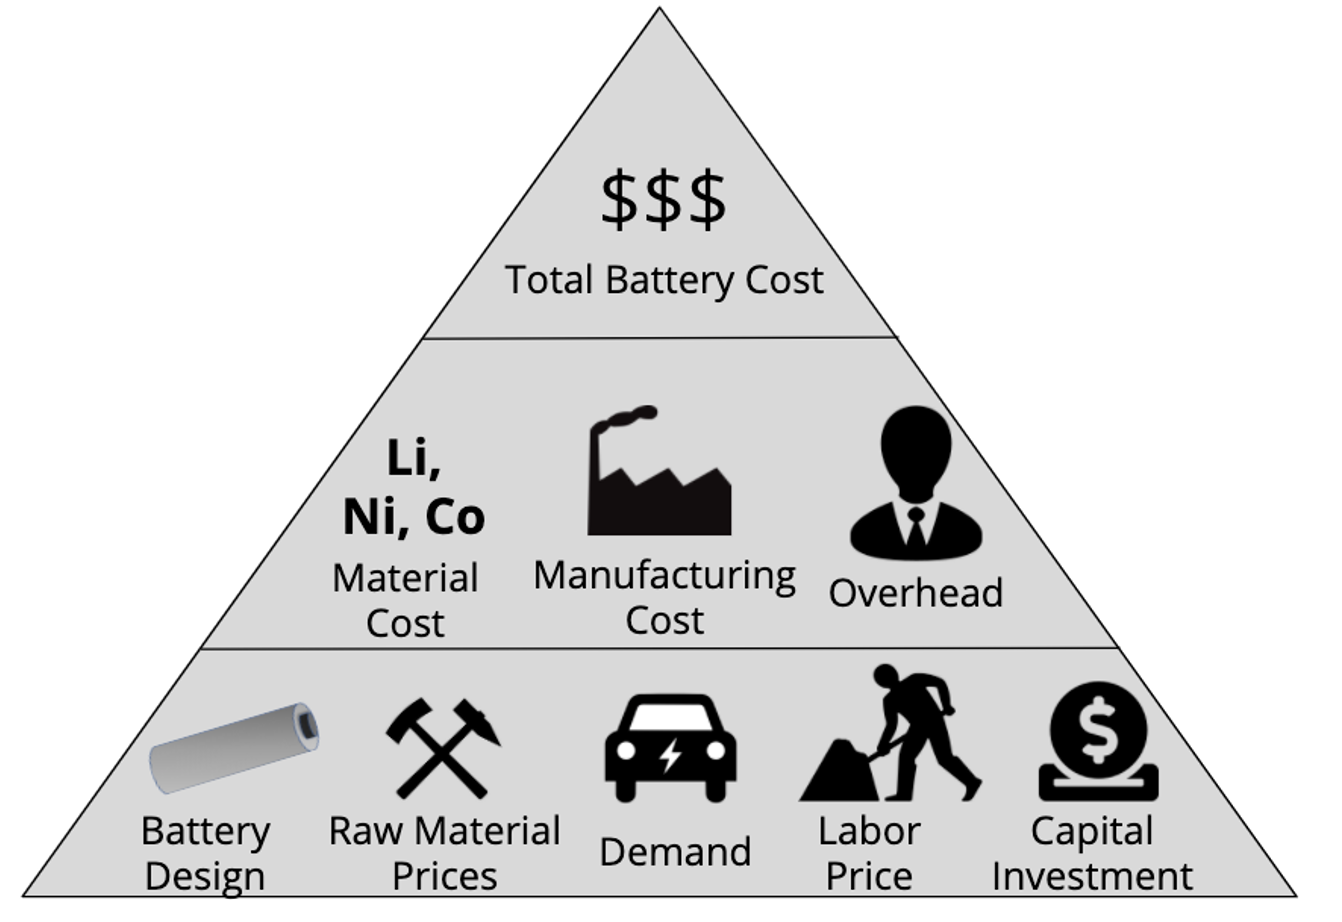 $$$
Total Battery Cost
Li,
Ni, Co
Material
Cost
Manufacturing
Cost
Overhead
Battery
Design
Raw Material
Prices
Demand
Labor
Price
$
Capital
Investment